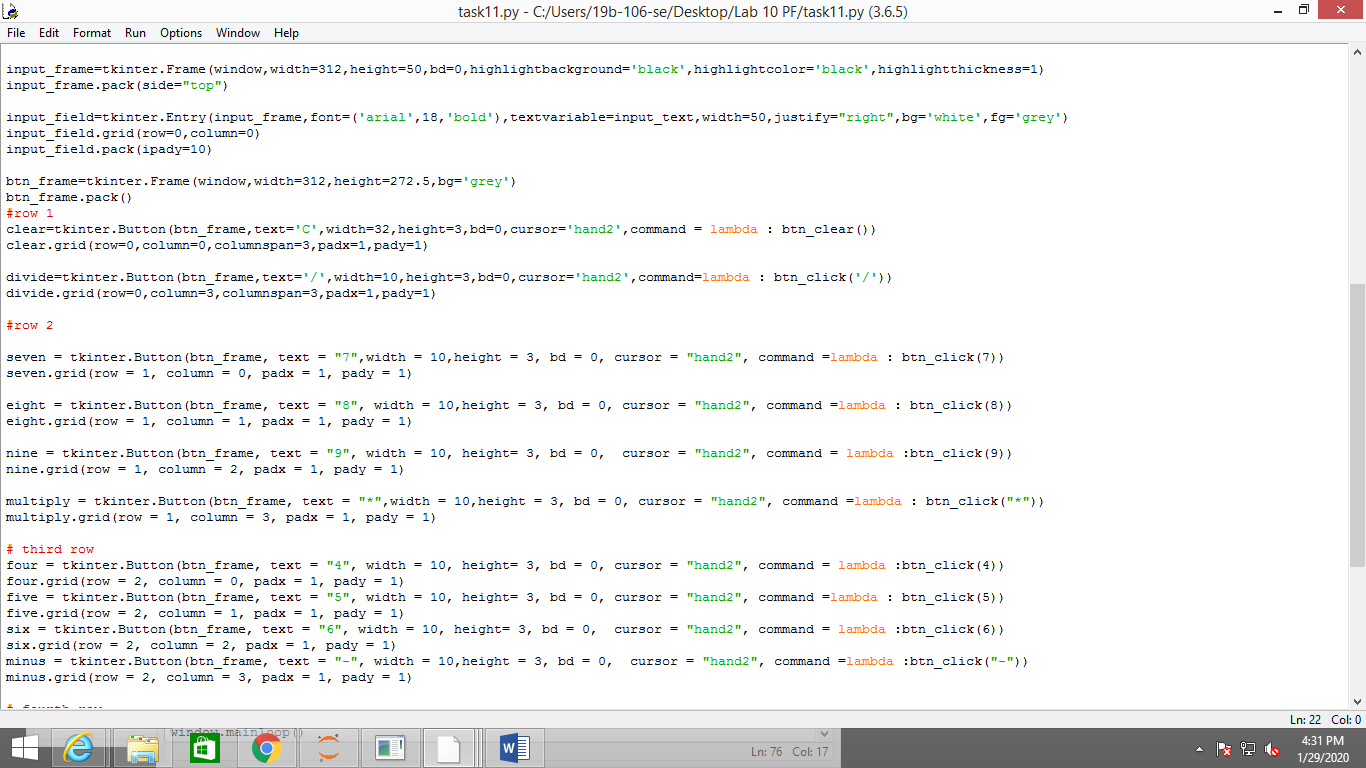 task11.py - C:/Users/19b-106-se/Desktop/Lab 10 PF/task11.py (3.6.5)
File Edit Format Run Options Window Help
input_frame=tkinter.Frame(window,width=312,height=50,bd=0,highlightbackground='black',highlightcolor='black',highlightthickness=1)
input_frame.pack(side="top")
input_field=tkinter.Entry(input_frame,font=('arial',18,'bold'),textvariable=input_text,width=50,justify="right",bg='white',fg='grey')
input_field.grid(row=0,column=0)
input_field.pack(ipady=10)
btn_frame=tkinter.Frame(window,width=312,height=272.5,bg='grey')
btn_frame.pack()
#row 1
clear=tkinter.Button(btn_frame,text='C',width=32,height=3,bd=0,cursor='hand2',command = lambda : btn_clear())
clear.grid(row=0,column=0,columnspan=3,padx=1,pady=1)
divide=tkinter.Button(btn_frame,text='/',width=10,height=3,bd=0,cursor='hand2',command=lambda : btn_click('/'))
divide.grid(row=0,column=3,columnspan=3,padx=1,pady=1)
#row 2
seven = tkinter.Button(btn_frame, text = "7",width = 10,height = 3, bd = 0, cursor = "hand2", command =lambda : btn_click(7))
seven.grid(row = 1, column = 0, padx = 1, pady = 1)
eight = tkinter.Button(btn_frame, text = "8", width = 10,height = 3, bd = 0, cursor = "hand2", command =lambda : btn_click(8))
eight.grid(row = 1, column = 1, padx = 1, pady = 1)
nine = tkinter.Button(btn_frame, text = "9", width = 10, height= 3, bd = 0,  cursor = "hand2", command = lambda :btn_click(9))
nine.grid(row = 1, column = 2, padx = 1, pady = 1)
multiply = tkinter.Button(btn_frame, text = "*",width = 10,height = 3, bd = 0, cursor = "hand2", command =lambda : btn_click("*"))
multiply.grid(row = 1, column = 3, padx = 1, pady = 1)
# third row
four = tkinter.Button(btn_frame, text = "4", width = 10, height= 3, bd = 0, cursor = "hand2", command = lambda :btn_click(4))
four.grid(row = 2, column = 0, padx = 1, pady = 1)
five = tkinter.Button(btn_frame, text = "5", width = 10, height= 3, bd = 0, cursor = "hand2", command =lambda : btn_click(5))
five.grid(row = 2, column = 1, padx = 1, pady = 1)
six = tkinter.Button(btn_frame, text = "6", width = 10, height= 3, bd = 0,  cursor = "hand2", command = lambda :btn_click(6))
six.grid(row = 2, column = 2, padx = 1, pady = 1)
minus = tkinter.Button(btn_frame, text = "-", width = 10,height = 3, bd = 0,  cursor = "hand2", command =lambda :btn_click("-"))
minus.grid(row = 2, column = 3, padx = 1, pady = 1)
Ln: 22 Col: 0
window.mainloop()
Ln: 76 Col: 17
4:31 PM
1/29/2020